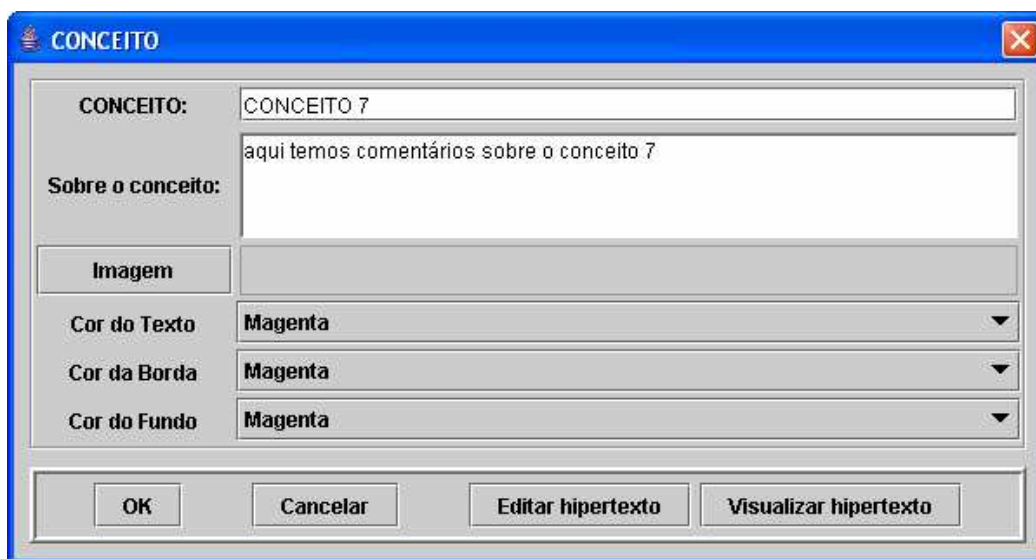 CONCEITO
CONCEITO: CONCEITO 7
aqui temos comentários sobre o conceito 7
Sobre o conceito:
Imagem
Cor do Texto Magenta
Cor da Borda Magenta
Cor do Fundo Magenta
OK Cancelar Editar hipertexto Visualizar hipertexto